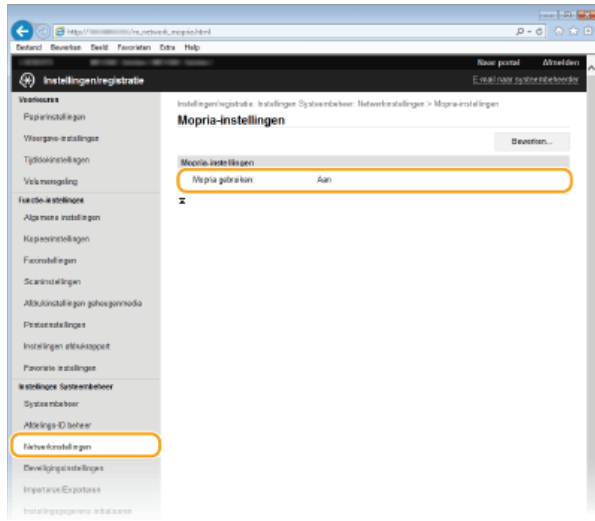 Bestand Bewerken Beeld Favorieten Extra Help
Naar portal Afmelden
Instellingen/registratie
E-mail naar systeembeheerder
Voorkeuren
Papierinstellingen
Weergave-instellingen
Tijdklokinstellingen
Volumeregeling
Functie-instellingen
Algemene instellingen
Kopieerinstellingen
Faxinstellingen
Scaninstellingen
Afdrukinstellingen geheugenmedia
Printerinstellingen
Instellingen afdrukrapport
Favoriete instellingen
Instellingen Systeembeheer
Systeembeheer
Afdelings-ID beheer
Netwerkinstellingen
Beveiligingsinstellingen
Importeren/Exporteren
Instellingen/registratie: Instellingen Systeembeheer: Netwerkinstellingen > Mopria-instellingen
Mopria-instellingen
Bewerken...
Mopria-instellingen
Mopria gebruiken: Aan